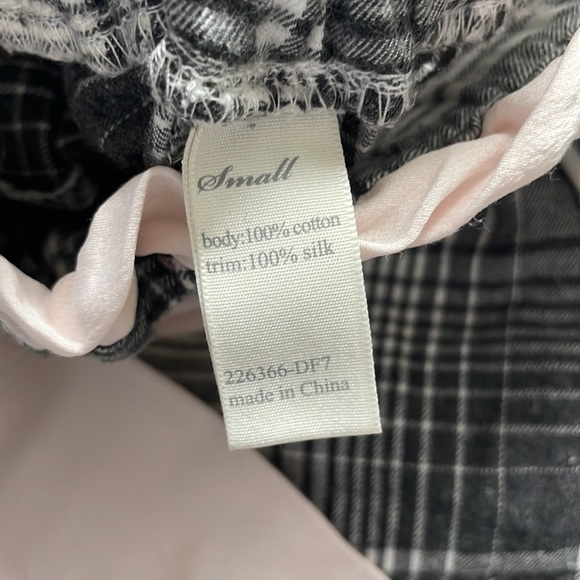 Small
body:100% cotton
trim:100% silk
226366-DF7
made in China